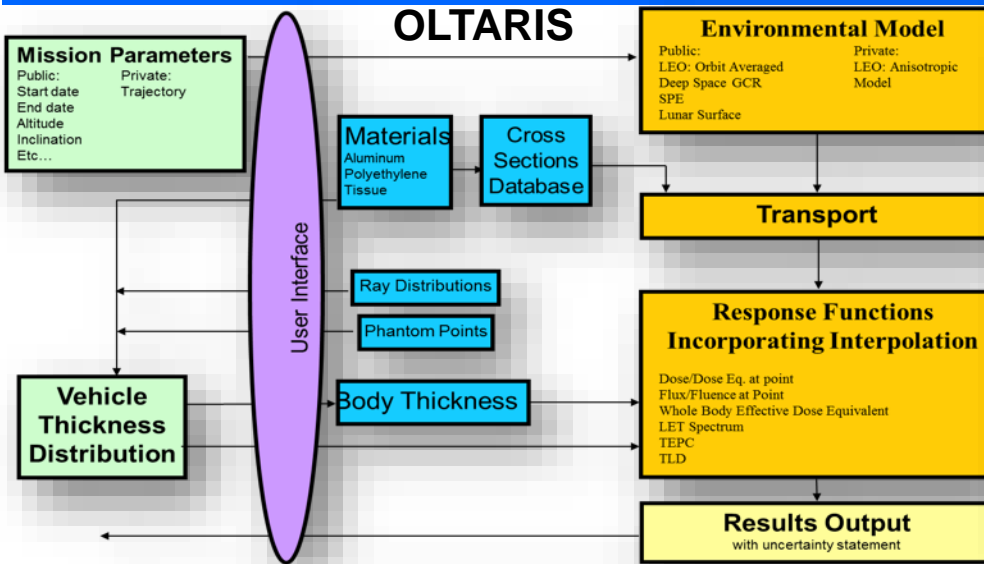 OLTARIS
Mission Parameters
Public: Private:
Start date Trajectory
End date
Altitude
Inclination
Etc...
User Interface
Materials
Aluminum
Polyethylene
Tissue
Cross
Sections
Database
Ray Distributions
Phantom Points
Vehicle
Thickness
Distribution
Body Thickness
Environmental Model
Public: Private:
LEO: Orbit Averaged LEO: Anisotropic
Deep Space GCR Model
SPE
Lunar Surface
Transport
Response Functions
Incorporating Interpolation
Dose/Dose Eq. at point
Flux/Fluence at Point
Whole Body Effective Dose Equivalent
LET Spectrum
TEPC
TLD
Results Output
with uncertainty statement